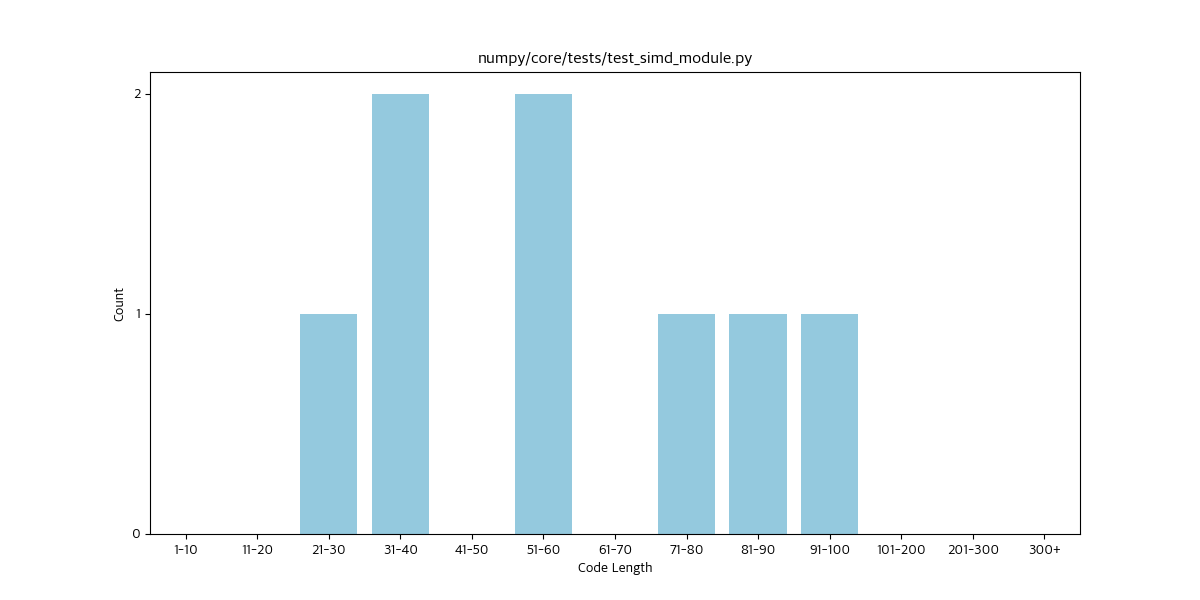 numpy/core/tests/test_simd_module.py
2
1
0
Count
1-10 11-20 21-30 31-40 41-50 51-60 61-70 71-80 81-90 91-100 101-200 201-300 300+
Code Length